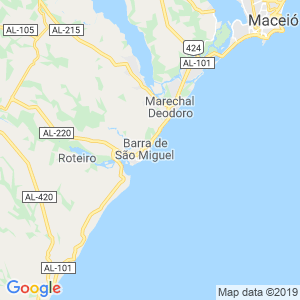 Maceió
AL-105
AL-215
424
AL-101
Marechal
Deodoro
AL-220
Barra de
São Miguel
Roteiro
AL-420
AL-101
Google
Map data ©2019